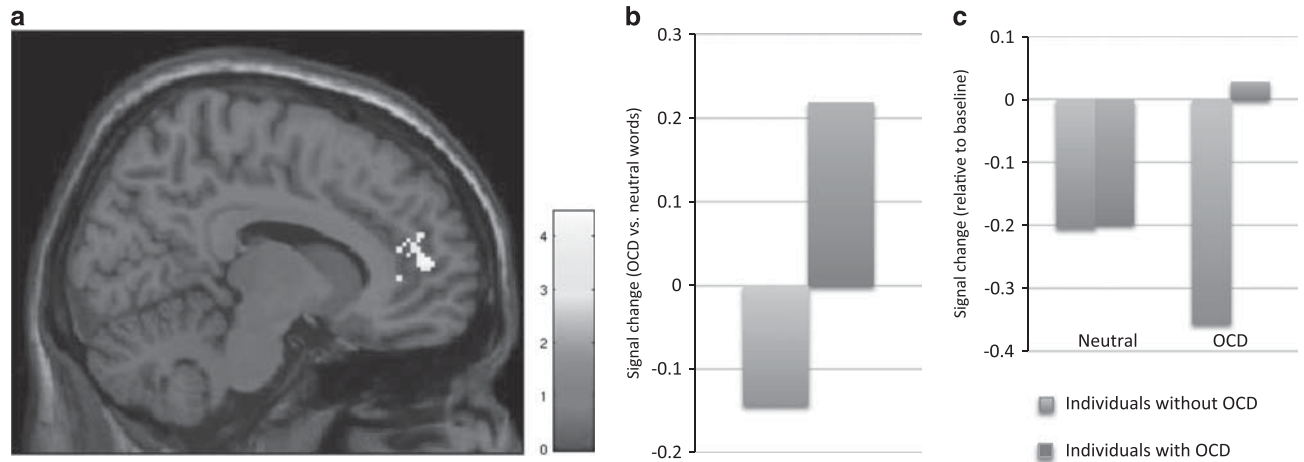 a
4
3
2
1
0
b
Signal change (OCD vs. neutral words)
0.3
0.2
0.1
0
-0.1
-0.2
c
Signal change (relative to baseline)
0.1
0
-0.1
-0.2
-0.3
-0.4
Neutral OCD
Individuals without OCD
Individuals with OCD